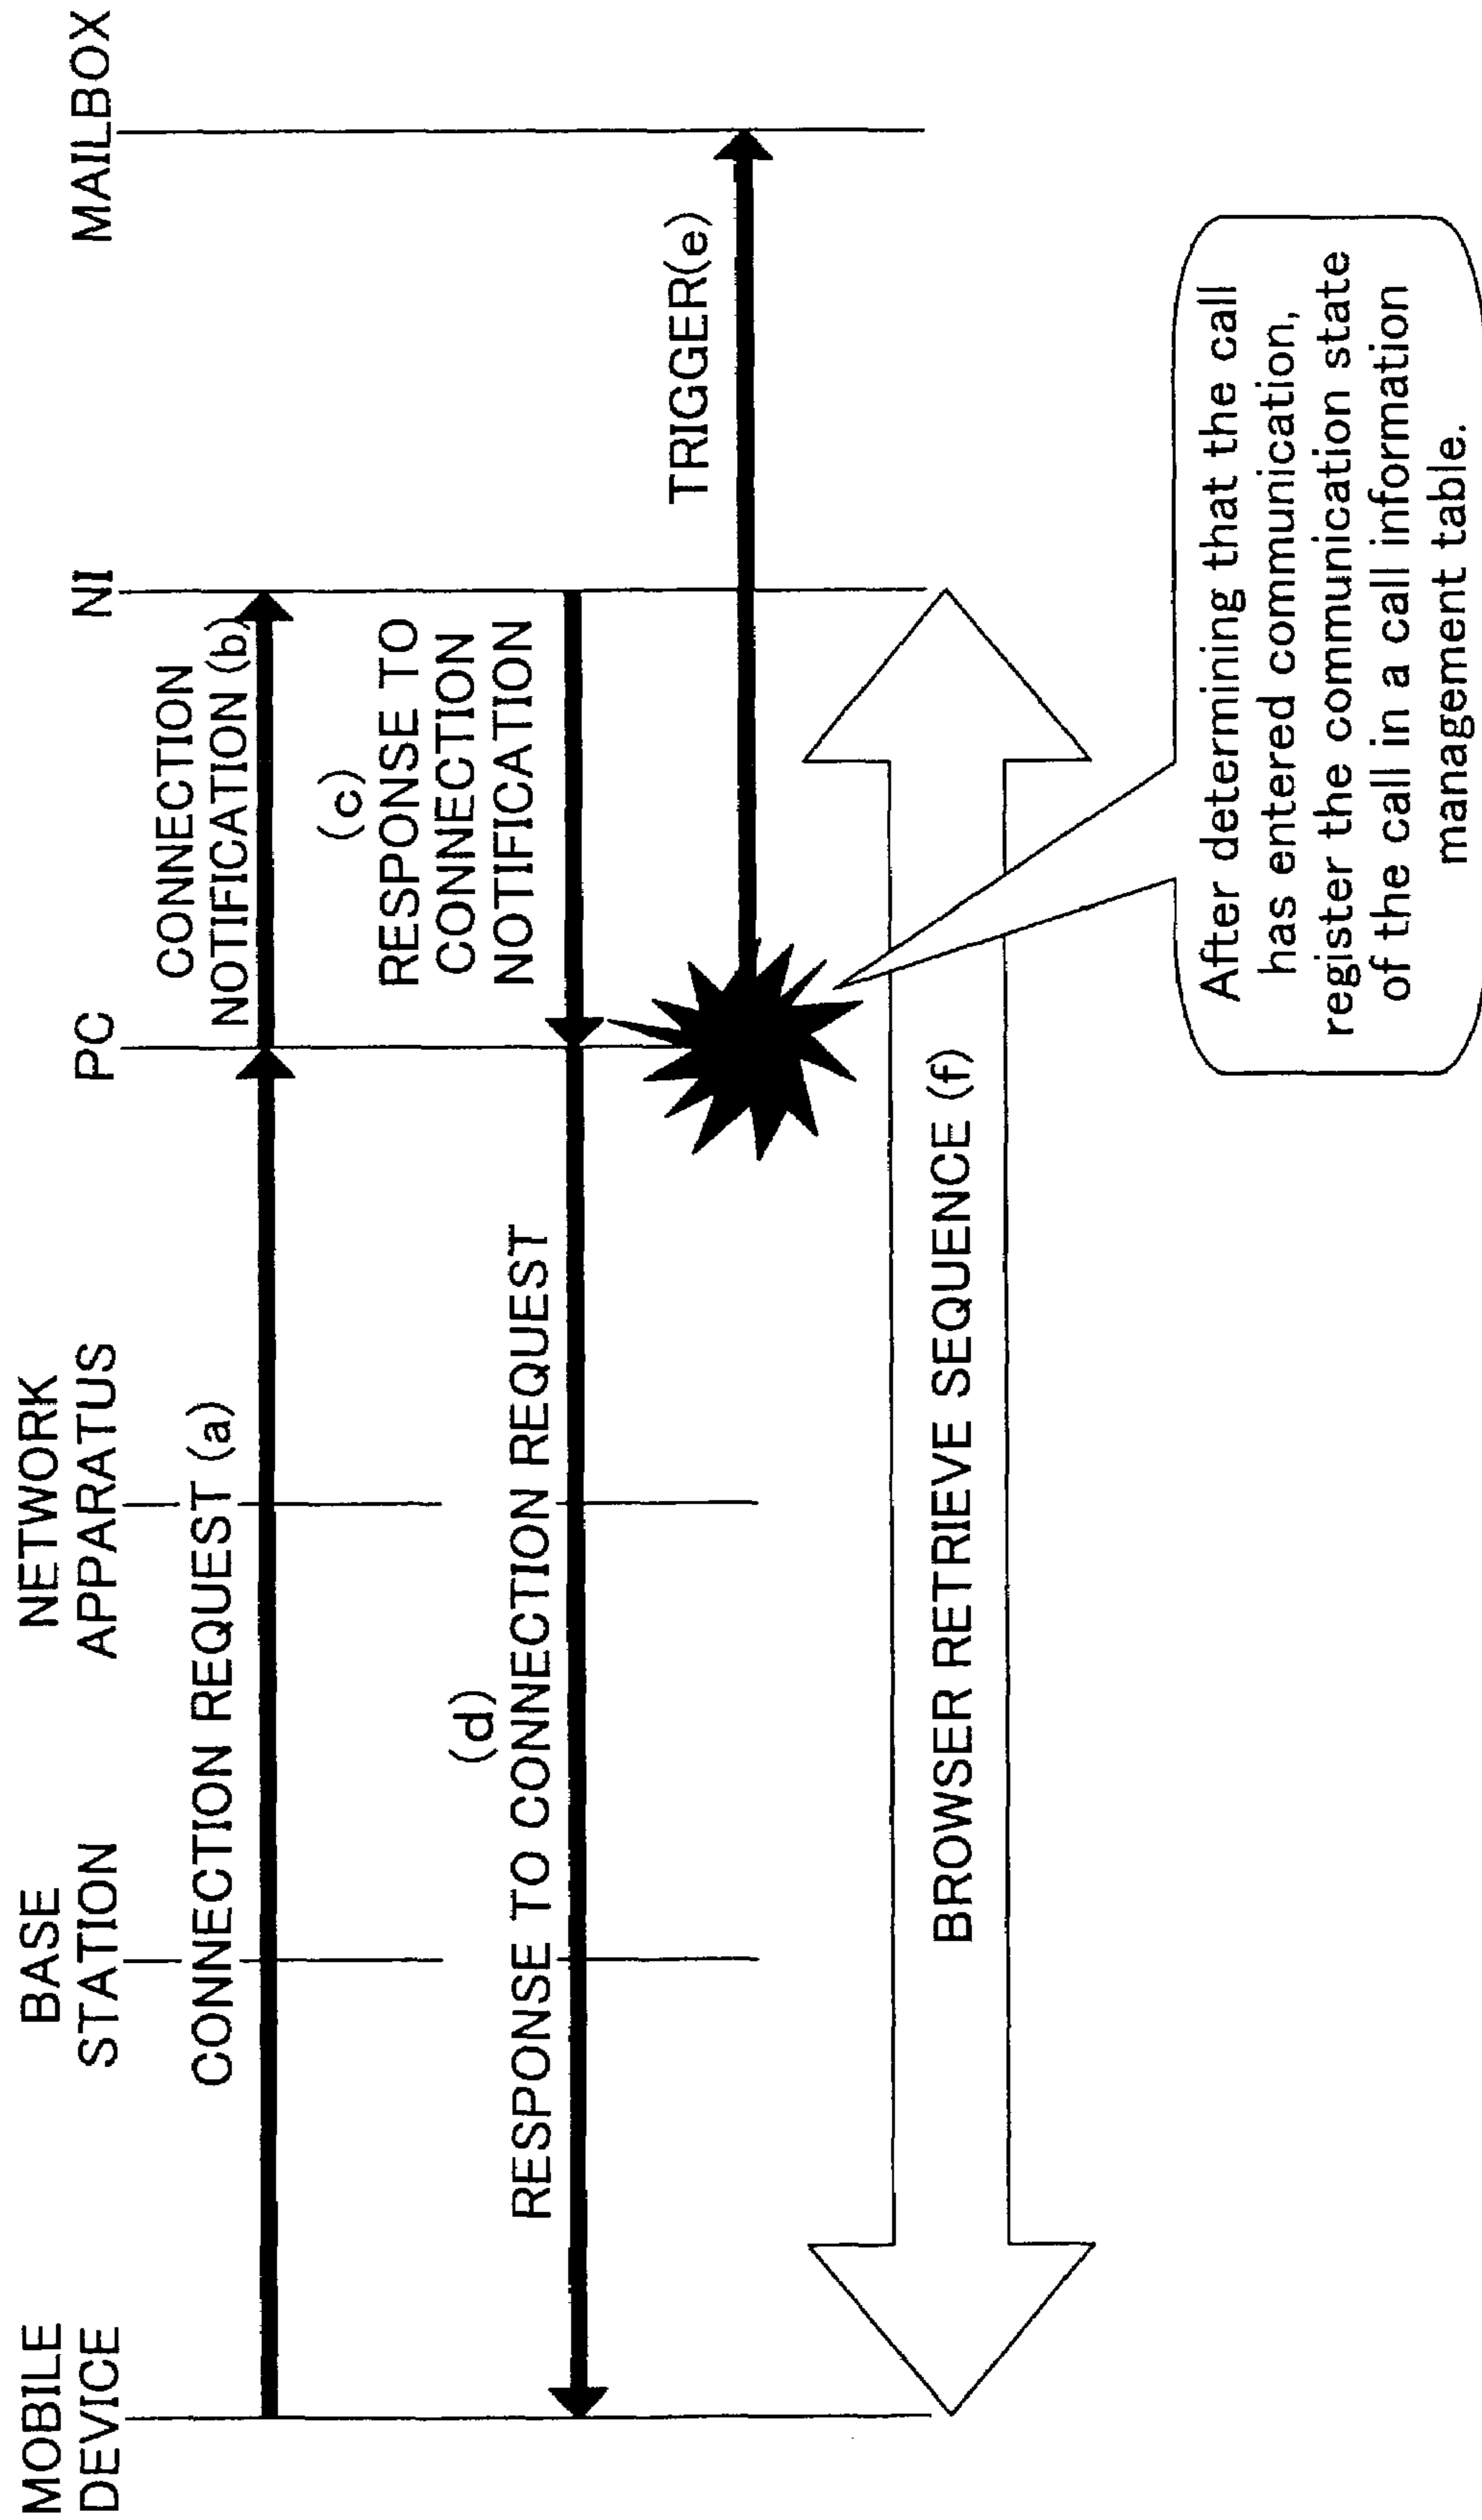 MOBILE
DEVICE
BASE
STATION
NETWORK
APPARATUS
PC
NI
MAILBOX
CONNECTION REQUEST (a)
CONNECTION
NOTIFICATION (b)
(c)
RESPONSE TO
CONNECTION
NOTIFICATION
(d)
RESPONSE TO CONNECTION REQUEST
TRIGGER(e)
BROWSER RETRIEVE SEQUENCE (f)
After determining that the call
has entered communication,
register the communication state
of the call in a call information
management table.